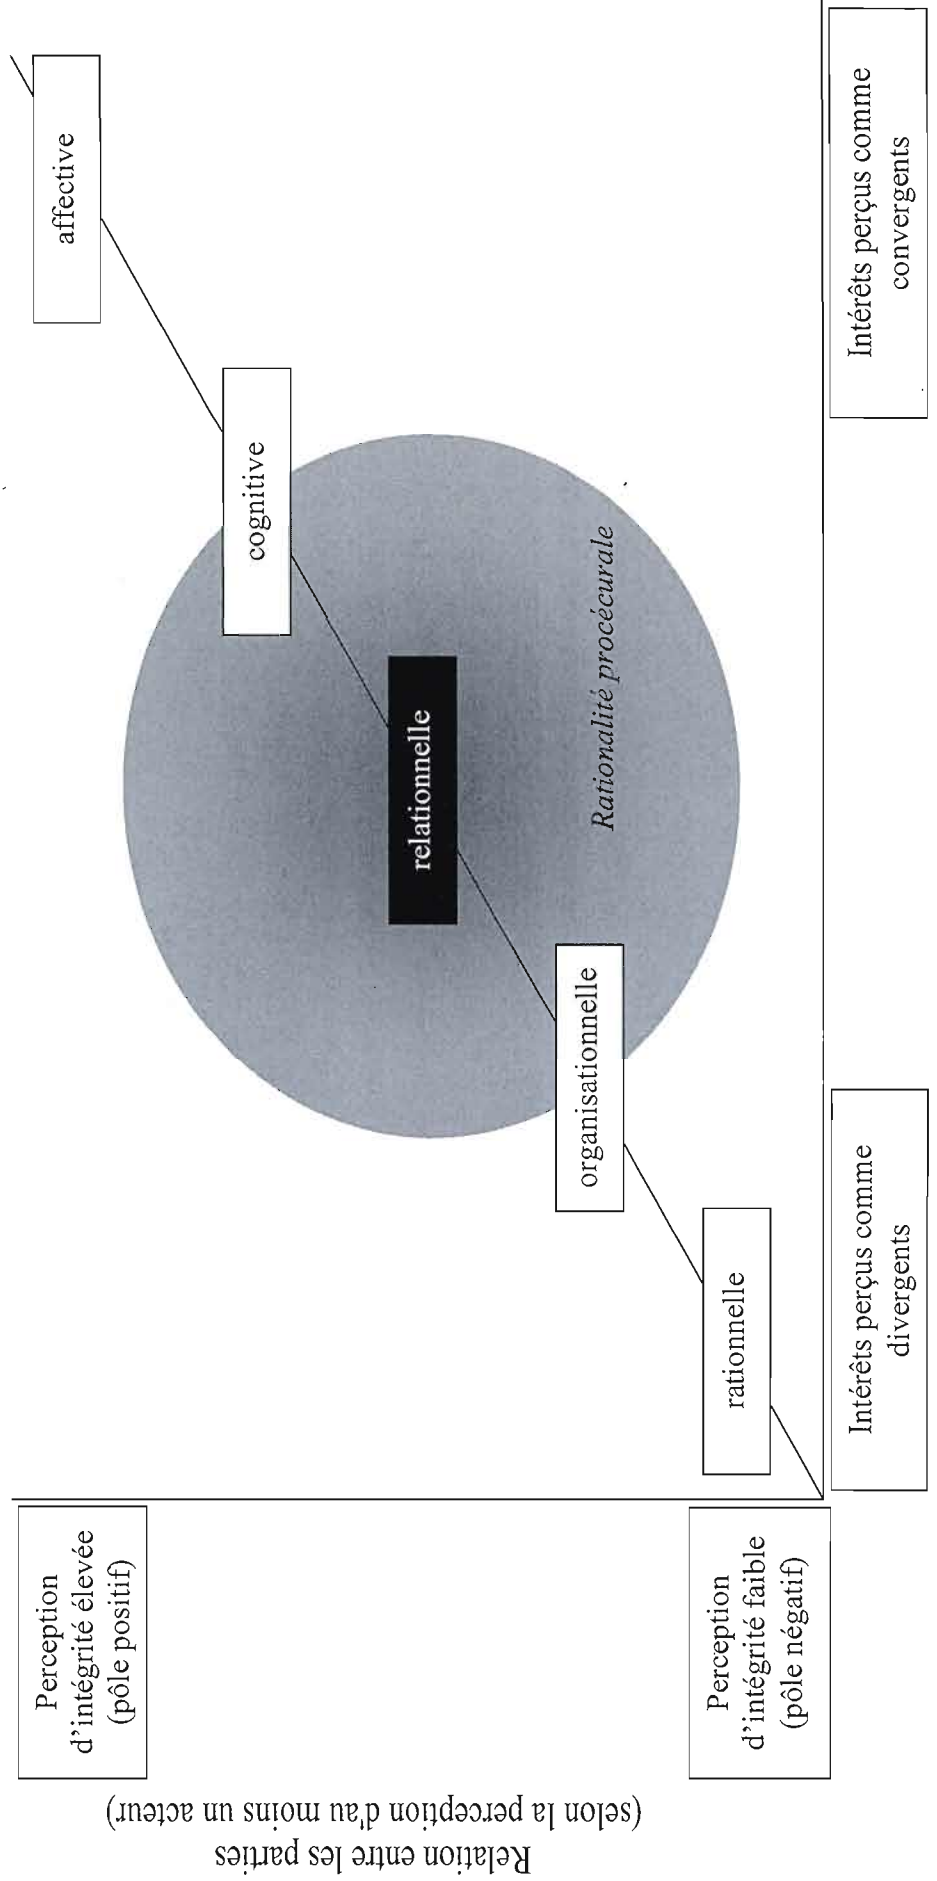 Relation entre les parties
(selon la perception d'au moins un acteur)
Perception
d'intégrité élevée
(pôle positif)
Perception
d'intégrité faible
(pôle négatif)
affective
cognitive
relationnelle
Rationalité procécurale
organisationnelle
rationnelle
Intérêts perçus comme
divergents
Intérêts perçus comme
convergents